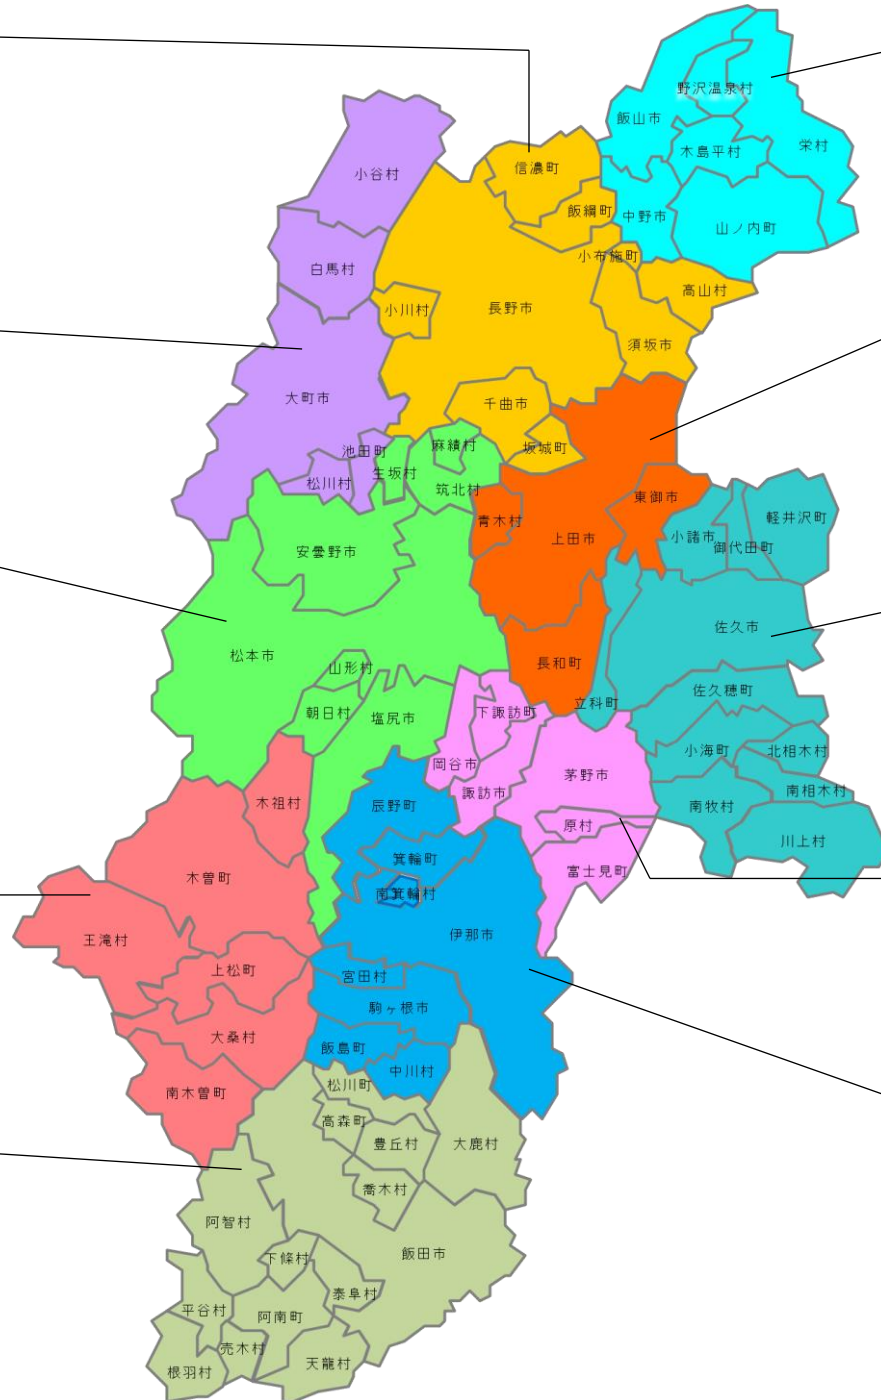 野沢温泉村
飯山市
栄村
木島平村
小谷村
信濃町
飯綱町
中野市
山ノ内町
小布施町
白馬村
高山村
小川村
長野市
須坂市
大町市
千曲市
池田町
麻績村
坂城町
生坂村
松川村
筑北村
東御市
軽井沢町
青木村
小諸市
上田市
御代田町
安曇野市
佐久市
松本市
山形村
長和町
佐久穂町
立科町
朝日村
塩尻市
下諏訪町
小海町
北相木村
岡谷市
茅野市
諏訪市
南相木村
木祖村
辰野町
南牧村
原村
川上村
箕輪町
富士見町
木曽町
南箕輪村
伊那市
王滝村
上松町
宮田村
駒ヶ根市
大桑村
飯島町
中川村
松川町
南木曽町
高森町
豊丘村
大鹿村
喬木村
阿智村
飯田市
下條村
泰阜村
平谷村
阿南町
売木村
天龍村
根羽村